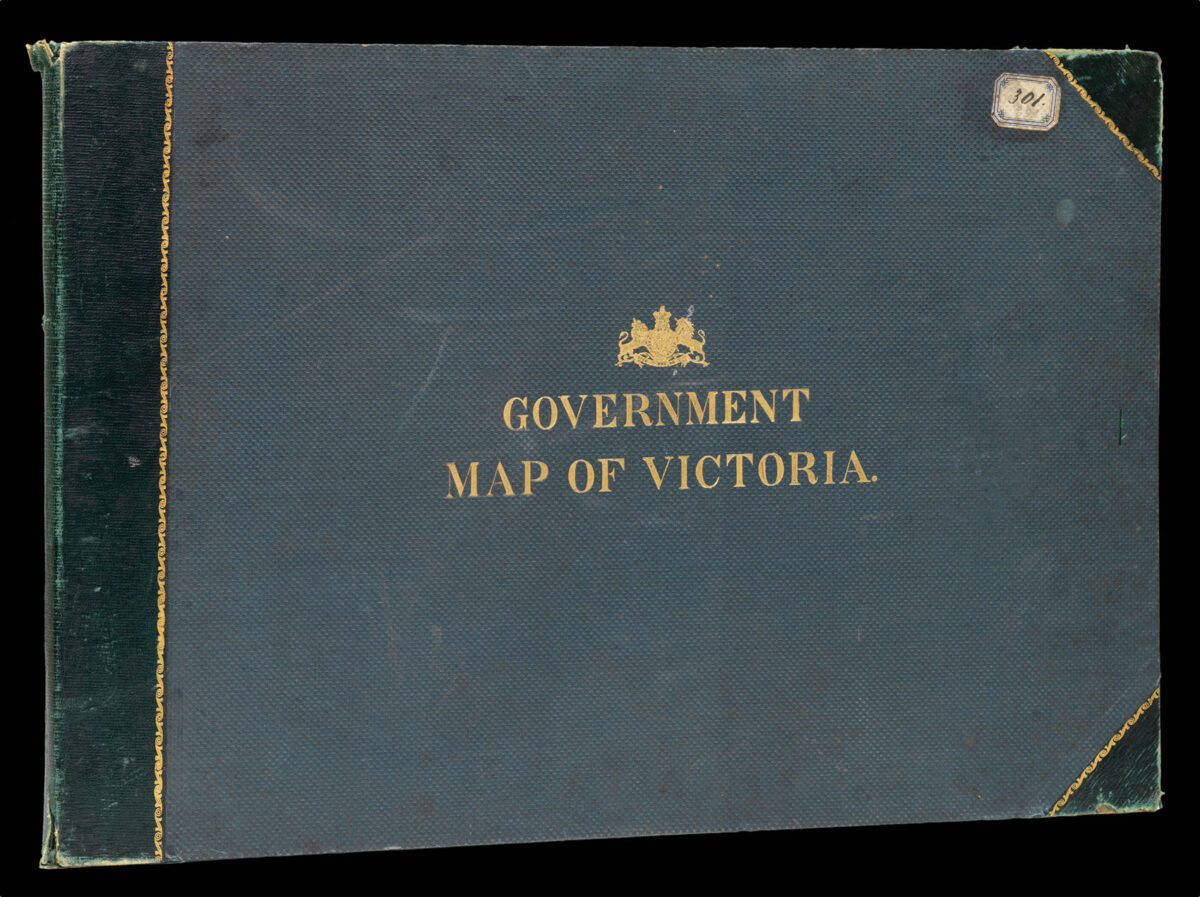 301.
GOVERNMENT
MAP OF VICTORIA.